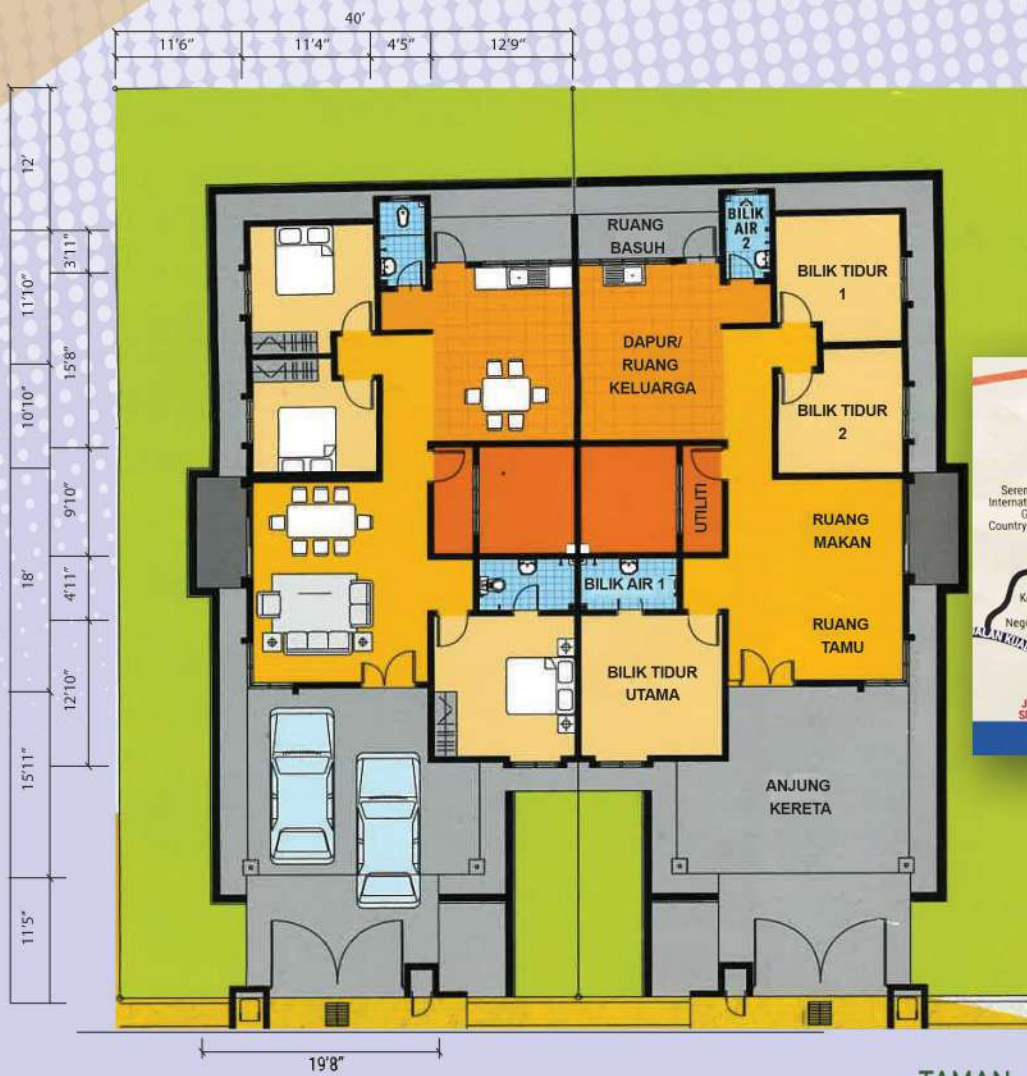 40'
11'6" 11'4" 4'5" 12'9"
12'
3'11"
11'10"
15'8"
10'10"
9'10"
18'
4'11"
12'10"
15'11"
11'5"
19'8"
RUANG
BASUH
BILIK
AIR
2
BILIK TIDUR
1
DAPUR/
RUANG
KELUARGA
BILIK TIDUR
2
UTILITI
RUANG
MAKAN
BILIK AIR 1
RUANG
TAMU
BILIK TIDUR
UTAMA
ANJUNG
KERETA
Country